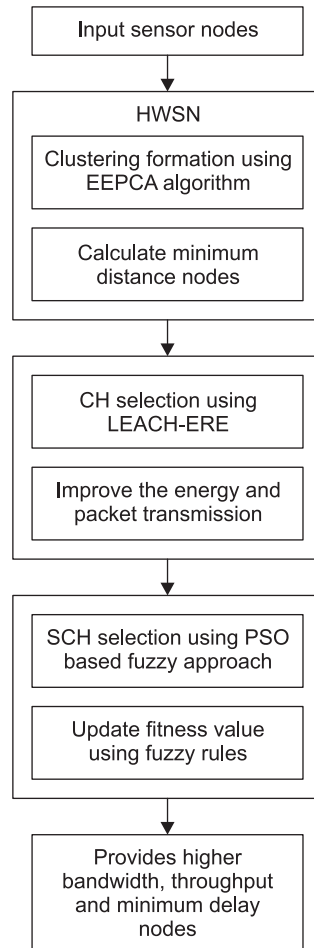 Input sensor nodes
HWSN
Clustering formation using
EEPCA algorithm
Calculate minimum
distance nodes
CH selection using
LEACH-ERE
Improve the energy and
packet transmission
SCH selection using PSO
based fuzzy approach
Update fitness value
using fuzzy rules
Provides higher
bandwidth, throughput
and minimum delay
nodes